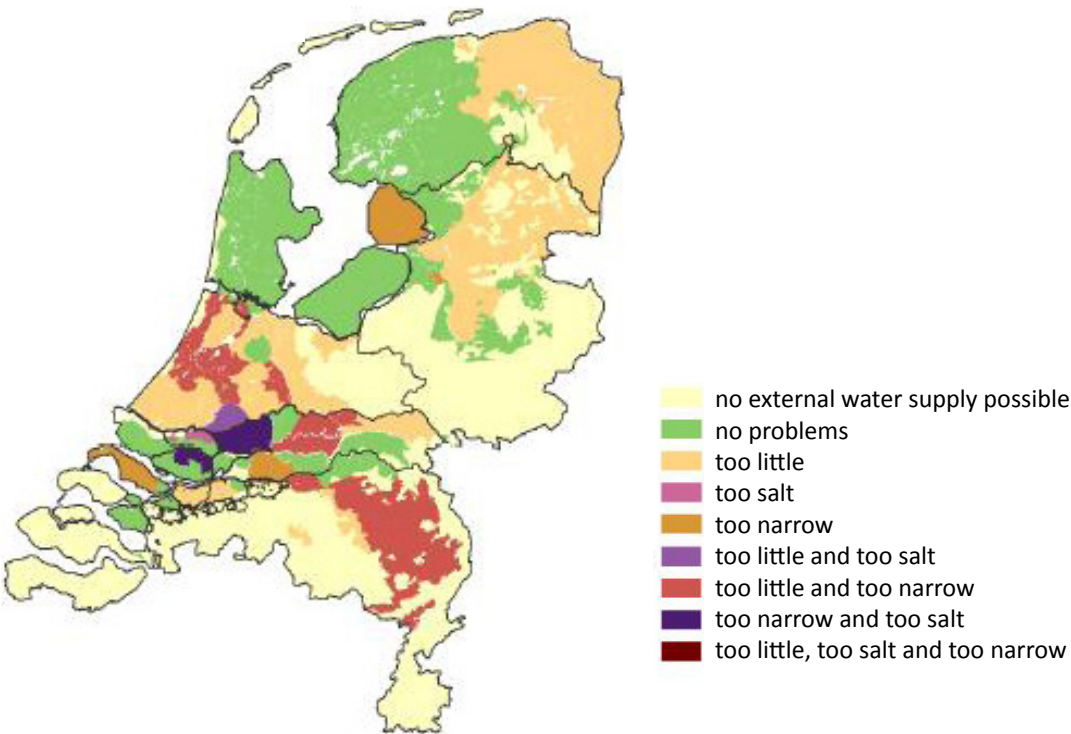 no external water supply possible
no problems
too little
too salt
too narrow
too little and too salt
too little and too narrow
too narrow and too salt
too little, too salt and too narrow